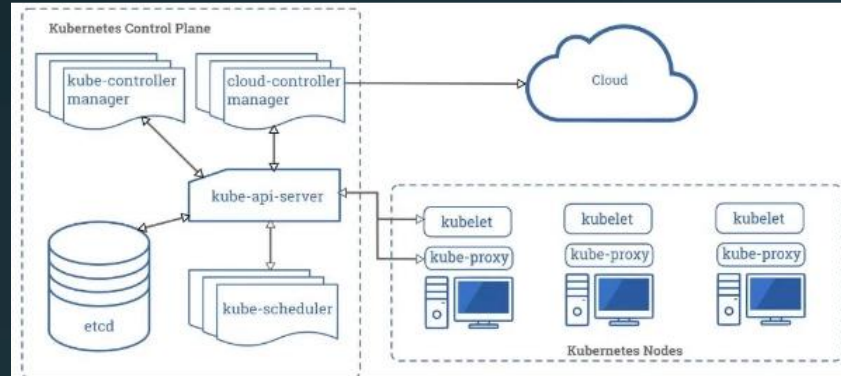 Kubernetes Control Plane
kube-controller
manager
cloud-controller
manager
Cloud
kube-api-server
kubelet
kubelet
kubelet
kube-proxy
kube-proxy
kube-proxy
etcd
kube-scheduler
Kubernetes Nodes